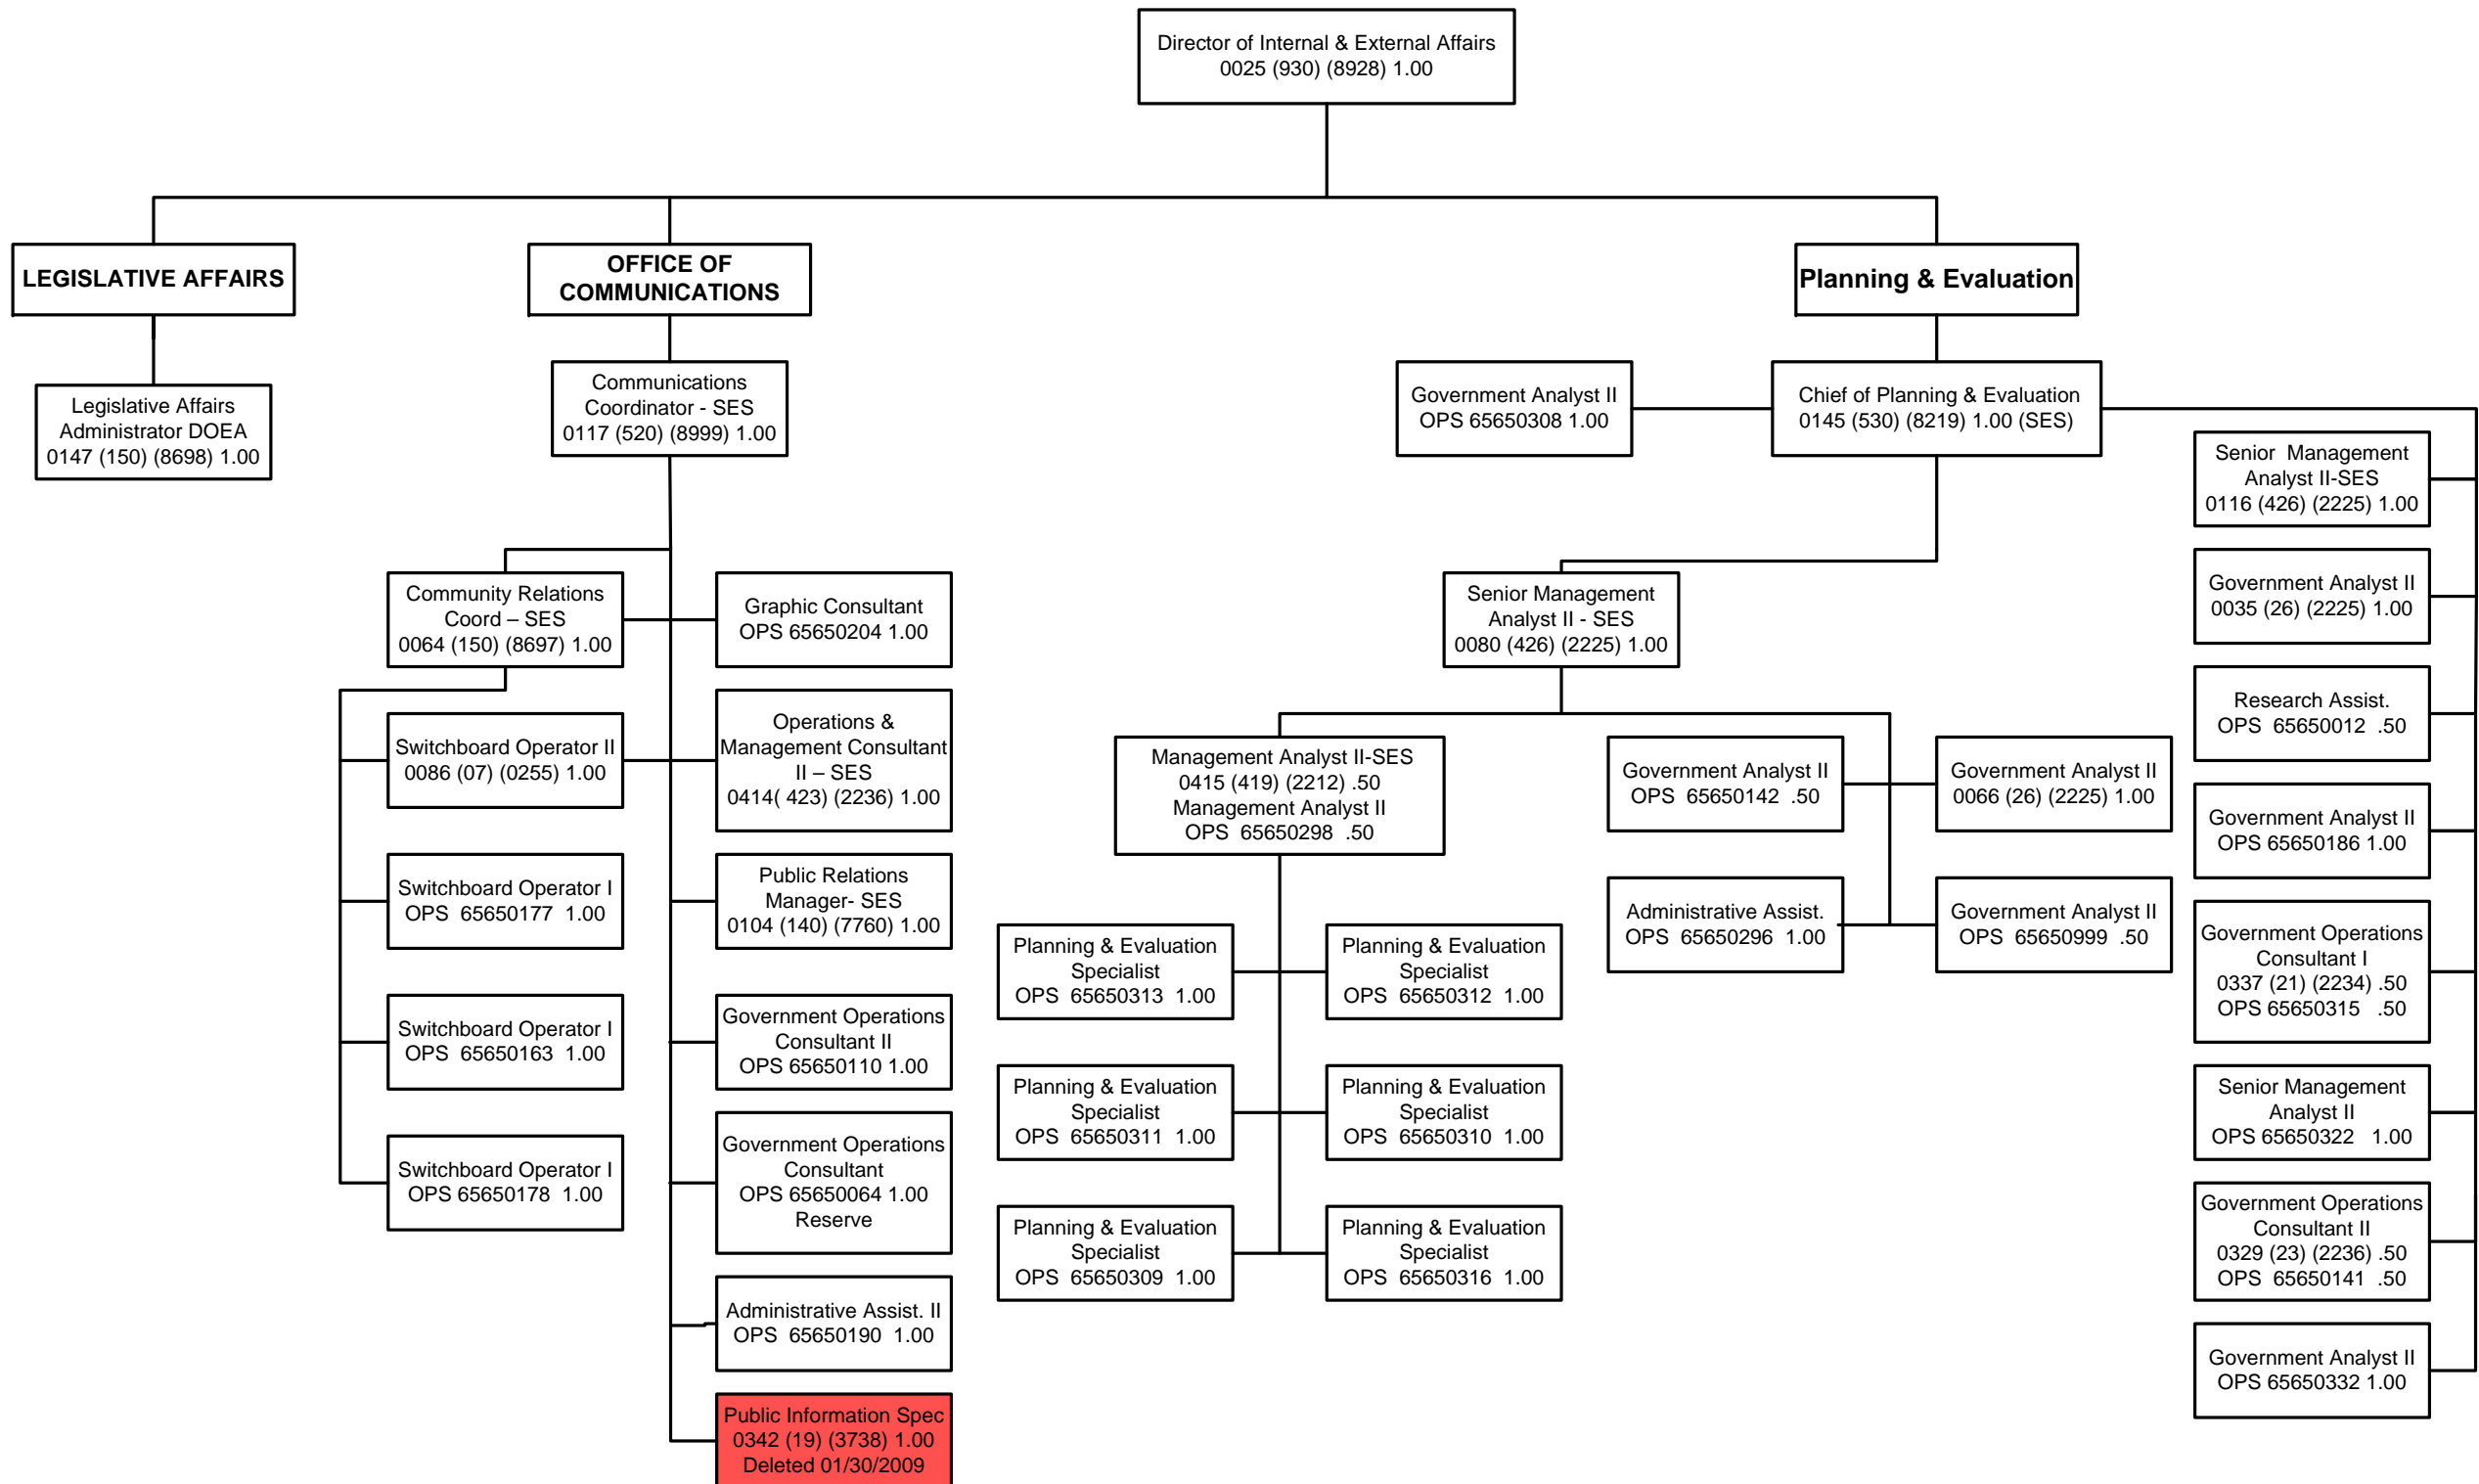 Director of Internal & External Affairs
0025 (930) (8928) 1.00
LEGISLATIVE AFFAIRS
Legislative Affairs
Administrator DOEA
0147 (150) (8698) 1.00
OFFICE OF
COMMUNICATIONS
Communications
Coordinator - SES
0117 (520) (8999) 1.00
Community Relations
Coord – SES
0064 (150) (8697) 1.00
Switchboard Operator II
0086 (07) (0255) 1.00
Switchboard Operator I
OPS  65650177  1.00
Switchboard Operator I
OPS  65650163  1.00
Switchboard Operator I
OPS 65650178  1.00
Graphic Consultant
OPS 65650204 1.00
Operations &
Management Consultant
II – SES
0414( 423) (2236) 1.00
Public Relations
Manager- SES
0104 (140) (7760) 1.00
Government Operations
Consultant II
OPS 65650110 1.00
Government Operations
Consultant
OPS 65650064 1.00
Reserve
Administrative Assist. II
OPS  65650190  1.00
Public Information Spec
0342 (19) (3738) 1.00
Deleted 01/30/2009
Planning & Evaluation
Government Analyst II
OPS 65650308 1.00
Chief of Planning & Evaluation
0145 (530) (8219) 1.00 (SES)
Senior Management
Analyst II - SES
0080 (426) (2225) 1.00
Management Analyst II-SES
0415 (419) (2212) .50
Management Analyst II
OPS  65650298  .50
Planning & Evaluation
Specialist
OPS  65650313  1.00
Planning & Evaluation
Specialist
OPS  65650312  1.00
Planning & Evaluation
Specialist
OPS  65650311  1.00
Planning & Evaluation
Specialist
OPS  65650310  1.00
Planning & Evaluation
Specialist
OPS  65650309  1.00
Planning & Evaluation
Specialist
OPS  65650316  1.00
Government Analyst II
OPS  65650142  .50
Government Analyst II
0066 (26) (2225) 1.00
Administrative Assist.
OPS  65650296  1.00
Government Analyst II
OPS  65650999  .50
Senior  Management
Analyst II-SES
0116 (426) (2225) 1.00
Government Analyst II
0035 (26) (2225) 1.00
Research Assist.
OPS  65650012  .50
Government Analyst II
OPS 65650186 1.00
Government Operations
Consultant I
0337 (21) (2234) .50
OPS 65650315   .50
Senior Management
Analyst II
OPS 65650322   1.00
Government Operations
Consultant II
0329 (23) (2236) .50
OPS  65650141  .50
Government Analyst II
OPS 65650332 1.00